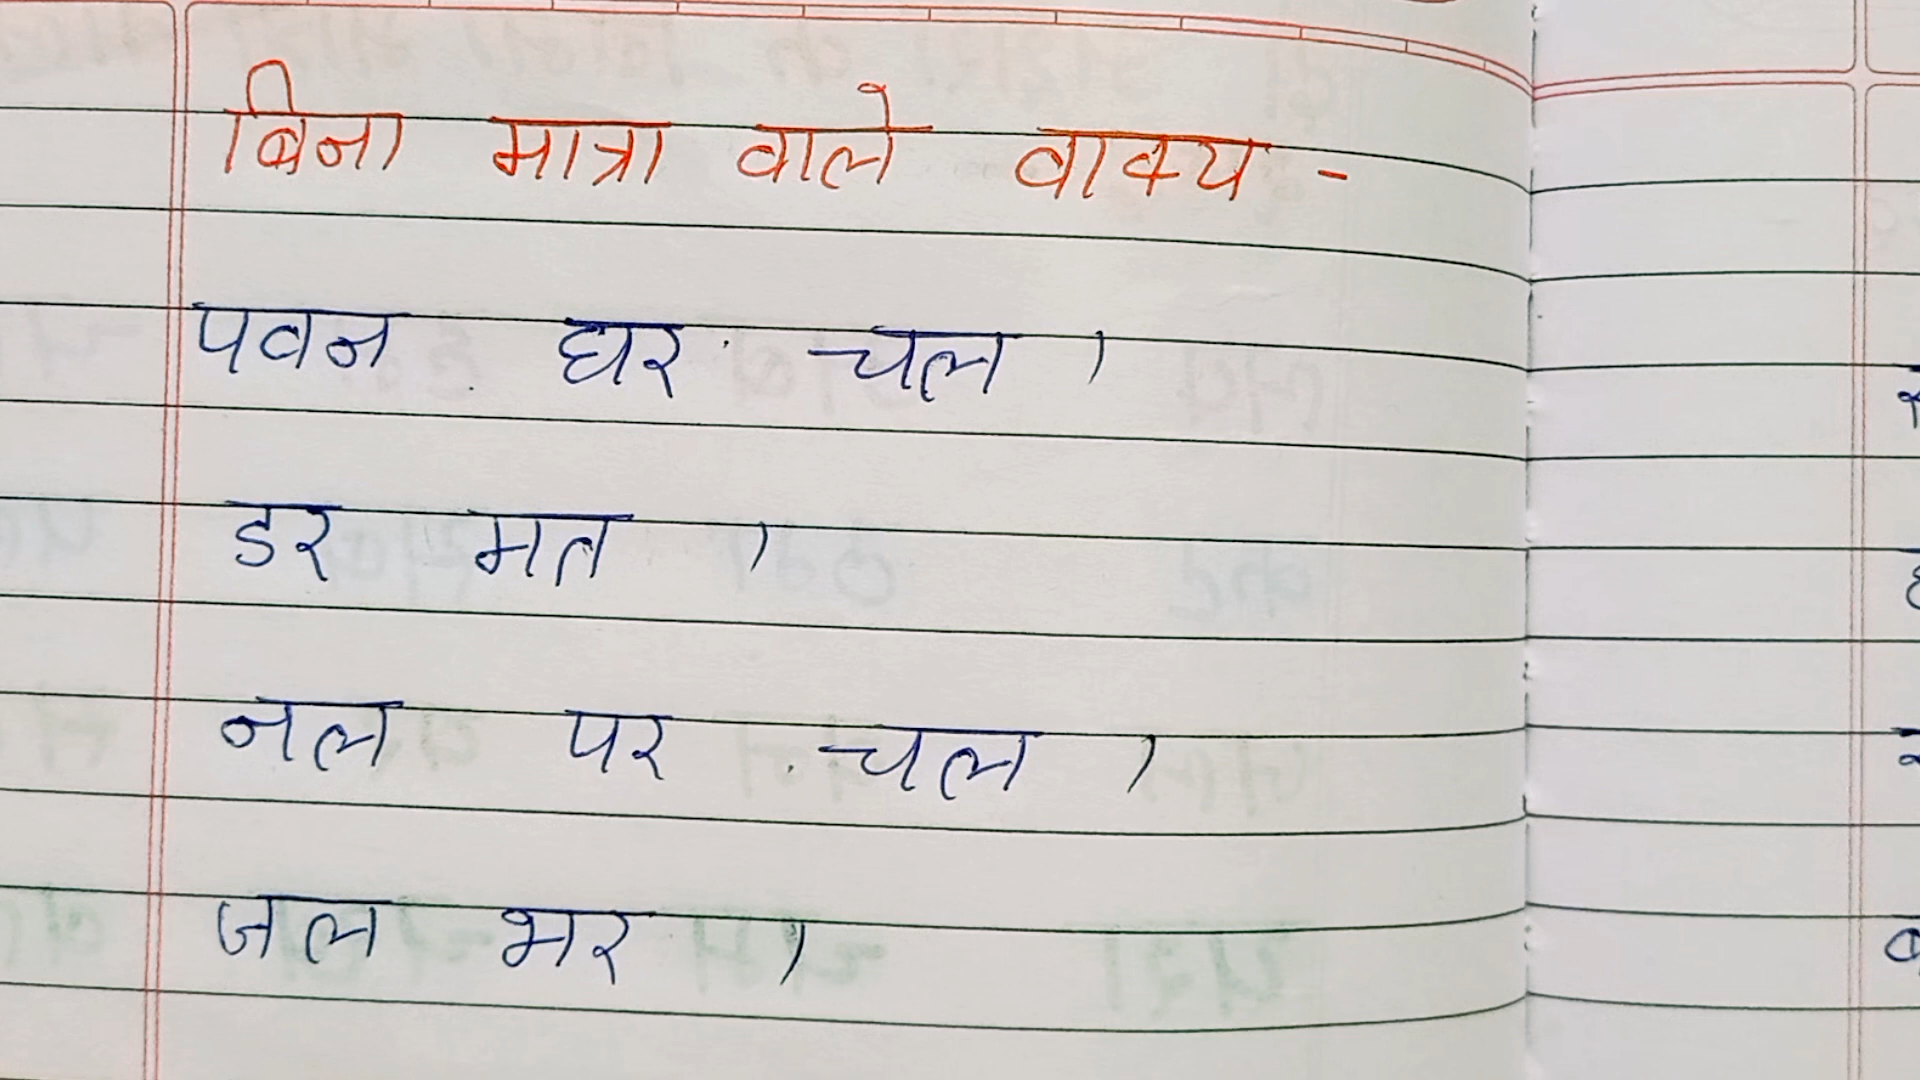 बिना मात्रा वाले वाक्य -
पवन घर चल ।
डर मत ।
नल पर चल ।
जल भर ।